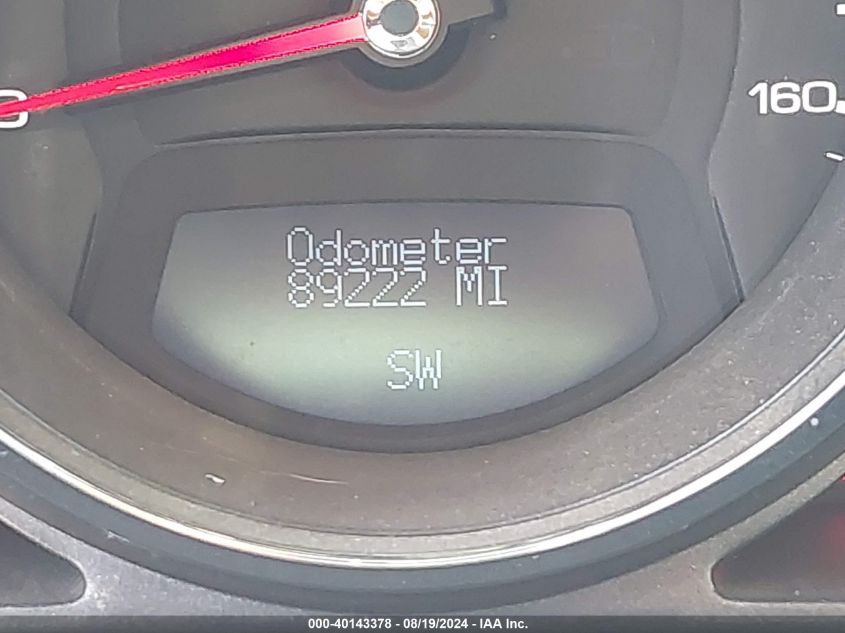 160
Odometer
89222 MI
SW
000-40143378 - 08/19/2024 - IAA Inc.